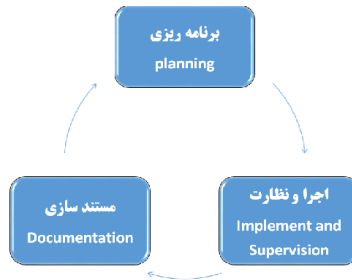 برنامه ریزی
planning
اجرا و نظارت
Implement and
Supervision
مستند سازی
Documentation